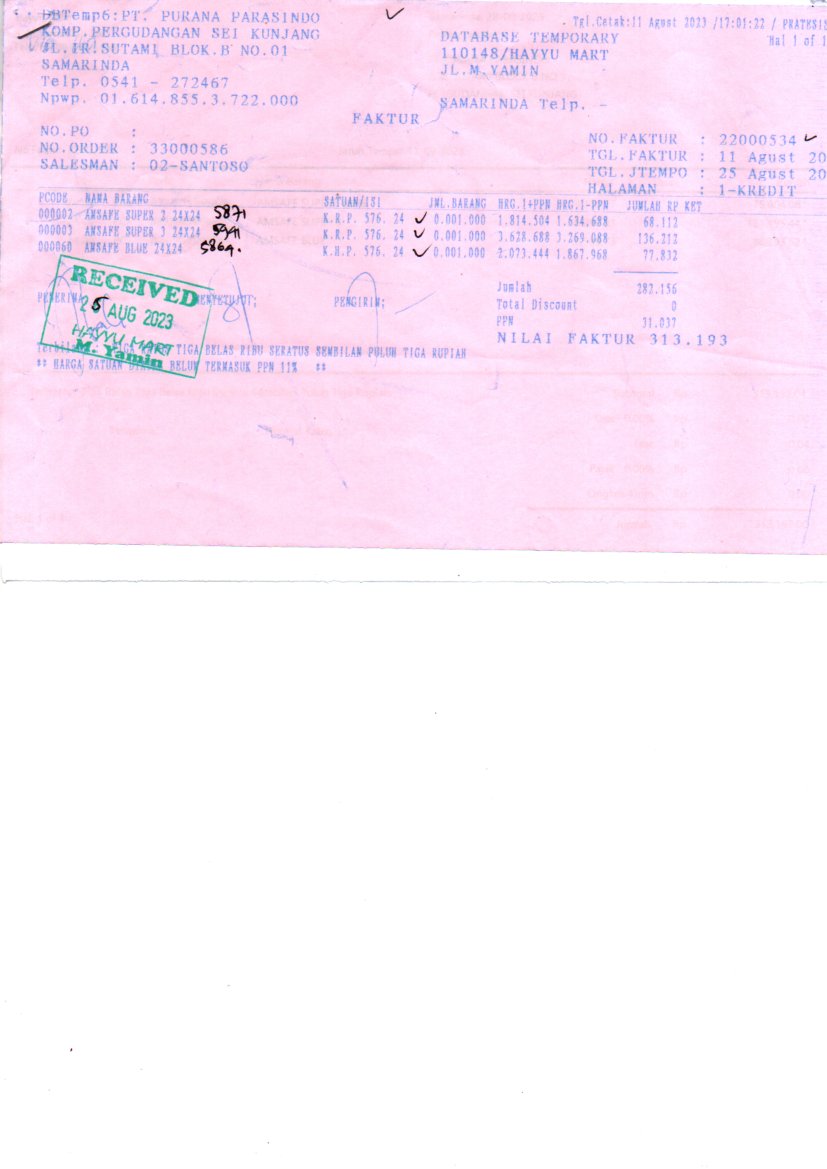 DBTemp6:PT. PURANA PARASINDO
KOMP.PERGUDANGAN SEI KUNJANG
JL.IR.SUTAMI BLOK.B NO.01
SAMARINDA
Telp. 0541 - 272467
Npwp. 01.614.855.3.722.000
Tgl.Cetak:11 Agust 2023 /17:01:22 / PRATESIS
Hal 1 of 1
DATABASE TEMPORARY
110148/HAYYU MART
JL.M.YAMIN
SAMARINDA Telp. -
FAKTUR
NO.PO :
NO.ORDER : 33000586
SALESMAN : 02-SANTOSO
NO.FAKTUR : 22000534
TGL.FAKTUR : 11 Agust 20
TGL.JTEMPO : 25 Agust 20
HALAMAN : 1-KREDIT
PCODE NAMA BARANG SATUAN/ISI JML.BARANG HRG.1+PPN HRG.1-PPN JUMLAH RP KET
000002 AMSAFE SUPER 2 24X24 5871 K.R.P. 576. 24 0.001.000 1.814.504 1.634.688 68.112
000003 AMSAFE SUPER 3 24X24 K.R.P. 576. 24 0.001.000 3.628.688 3.269.088 136.212
000060 AMSAFE BLUE 24X24 5864. K.R.P. 576. 24 0.001.000 2.073.444 1.867.968 77.832
Jumlah 282.156
Total Discount 0
PPN 31.037
NILAI FAKTUR 313.193
PENERIMA MENYETUJUI; PENGIRIM;
RECEIVED
25 AUG 2023
HAYYU MART
M. Yamin
Terbilang TIGA RATUS TIGA BELAS RIBU SERATUS SEMBILAN PULUH TIGA RUPIAH
** HARGA SATUAN DIATAS BELUM TERMASUK PPN 11% **